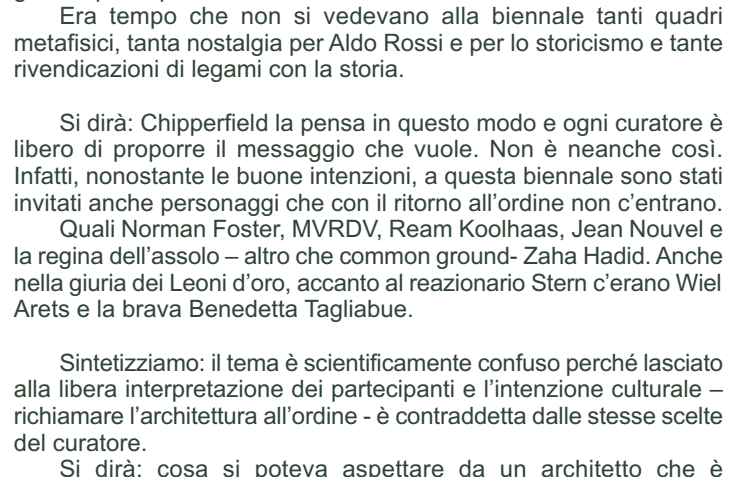 Era tempo che non si vedevano alla biennale tanti quadri
metafisici, tanta nostalgia per Aldo Rossi e per lo storicismo e tante
rivendicazioni di legami con la storia.
Si dirà: Chipperfield la pensa in questo modo e ogni curatore è
libero di proporre il messaggio che vuole. Non è neanche così.
Infatti, nonostante le buone intenzioni, a questa biennale sono stati
invitati anche personaggi che con il ritorno all'ordine non c'entrano.
Quali Norman Foster, MVRDV, Ream Koolhaas, Jean Nouvel e
la regina dell'assolo – altro che common ground- Zaha Hadid. Anche
nella giuria dei Leoni d'oro, accanto al reazionario Stern c'erano Wiel
Arets e la brava Benedetta Tagliabue.
Sintetizziamo: il tema è scientificamente confuso perché lasciato
alla libera interpretazione dei partecipanti e l'intenzione culturale –
richiamare l'architettura all'ordine - è contraddetta dalle stesse scelte
del curatore.
Si dirà: cosa si poteva aspettare da un architetto che è